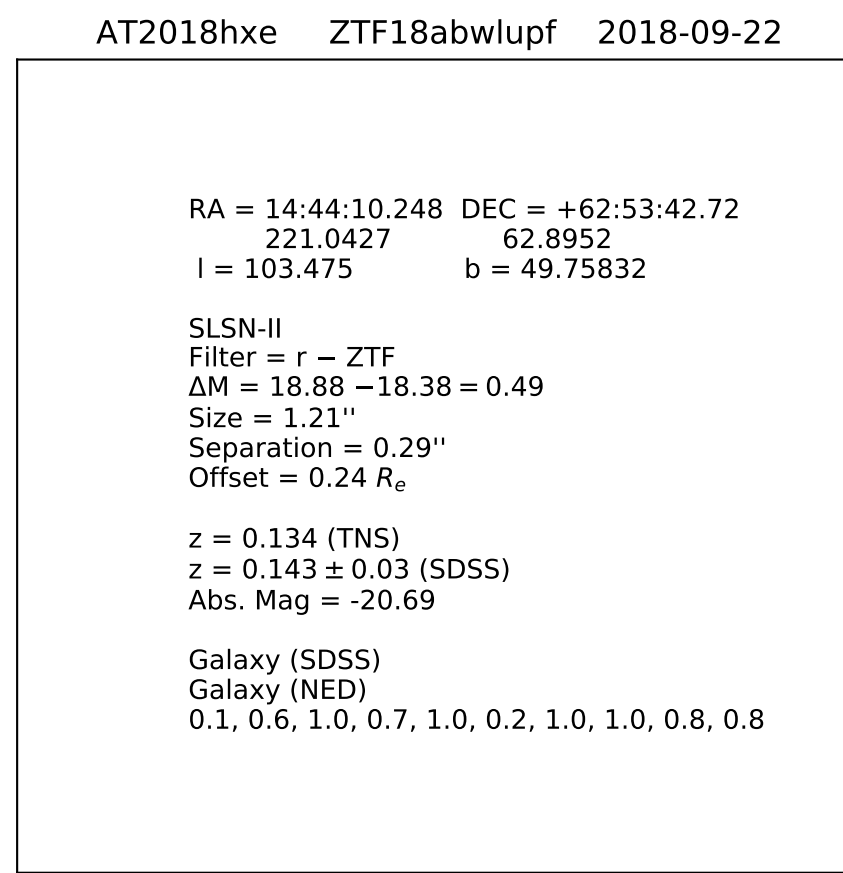 AT2018hxe ZTF18abwlupf 2018-09-22
RA = 14:44:10.248 DEC = +62:53:42.72
221.0427 62.8952
l = 103.475 b = 49.75832
SLSN-II
Filter = r − ZTF
ΔM = 18.88 −18.38 = 0.49
Size = 1.21''
Separation = 0.29''
Offset = 0.24 Rₑ
z = 0.134 (TNS)
z = 0.143 ± 0.03 (SDSS)
Abs. Mag = -20.69
Galaxy (SDSS)
Galaxy (NED)
0.1, 0.6, 1.0, 0.7, 1.0, 0.2, 1.0, 1.0, 0.8, 0.8